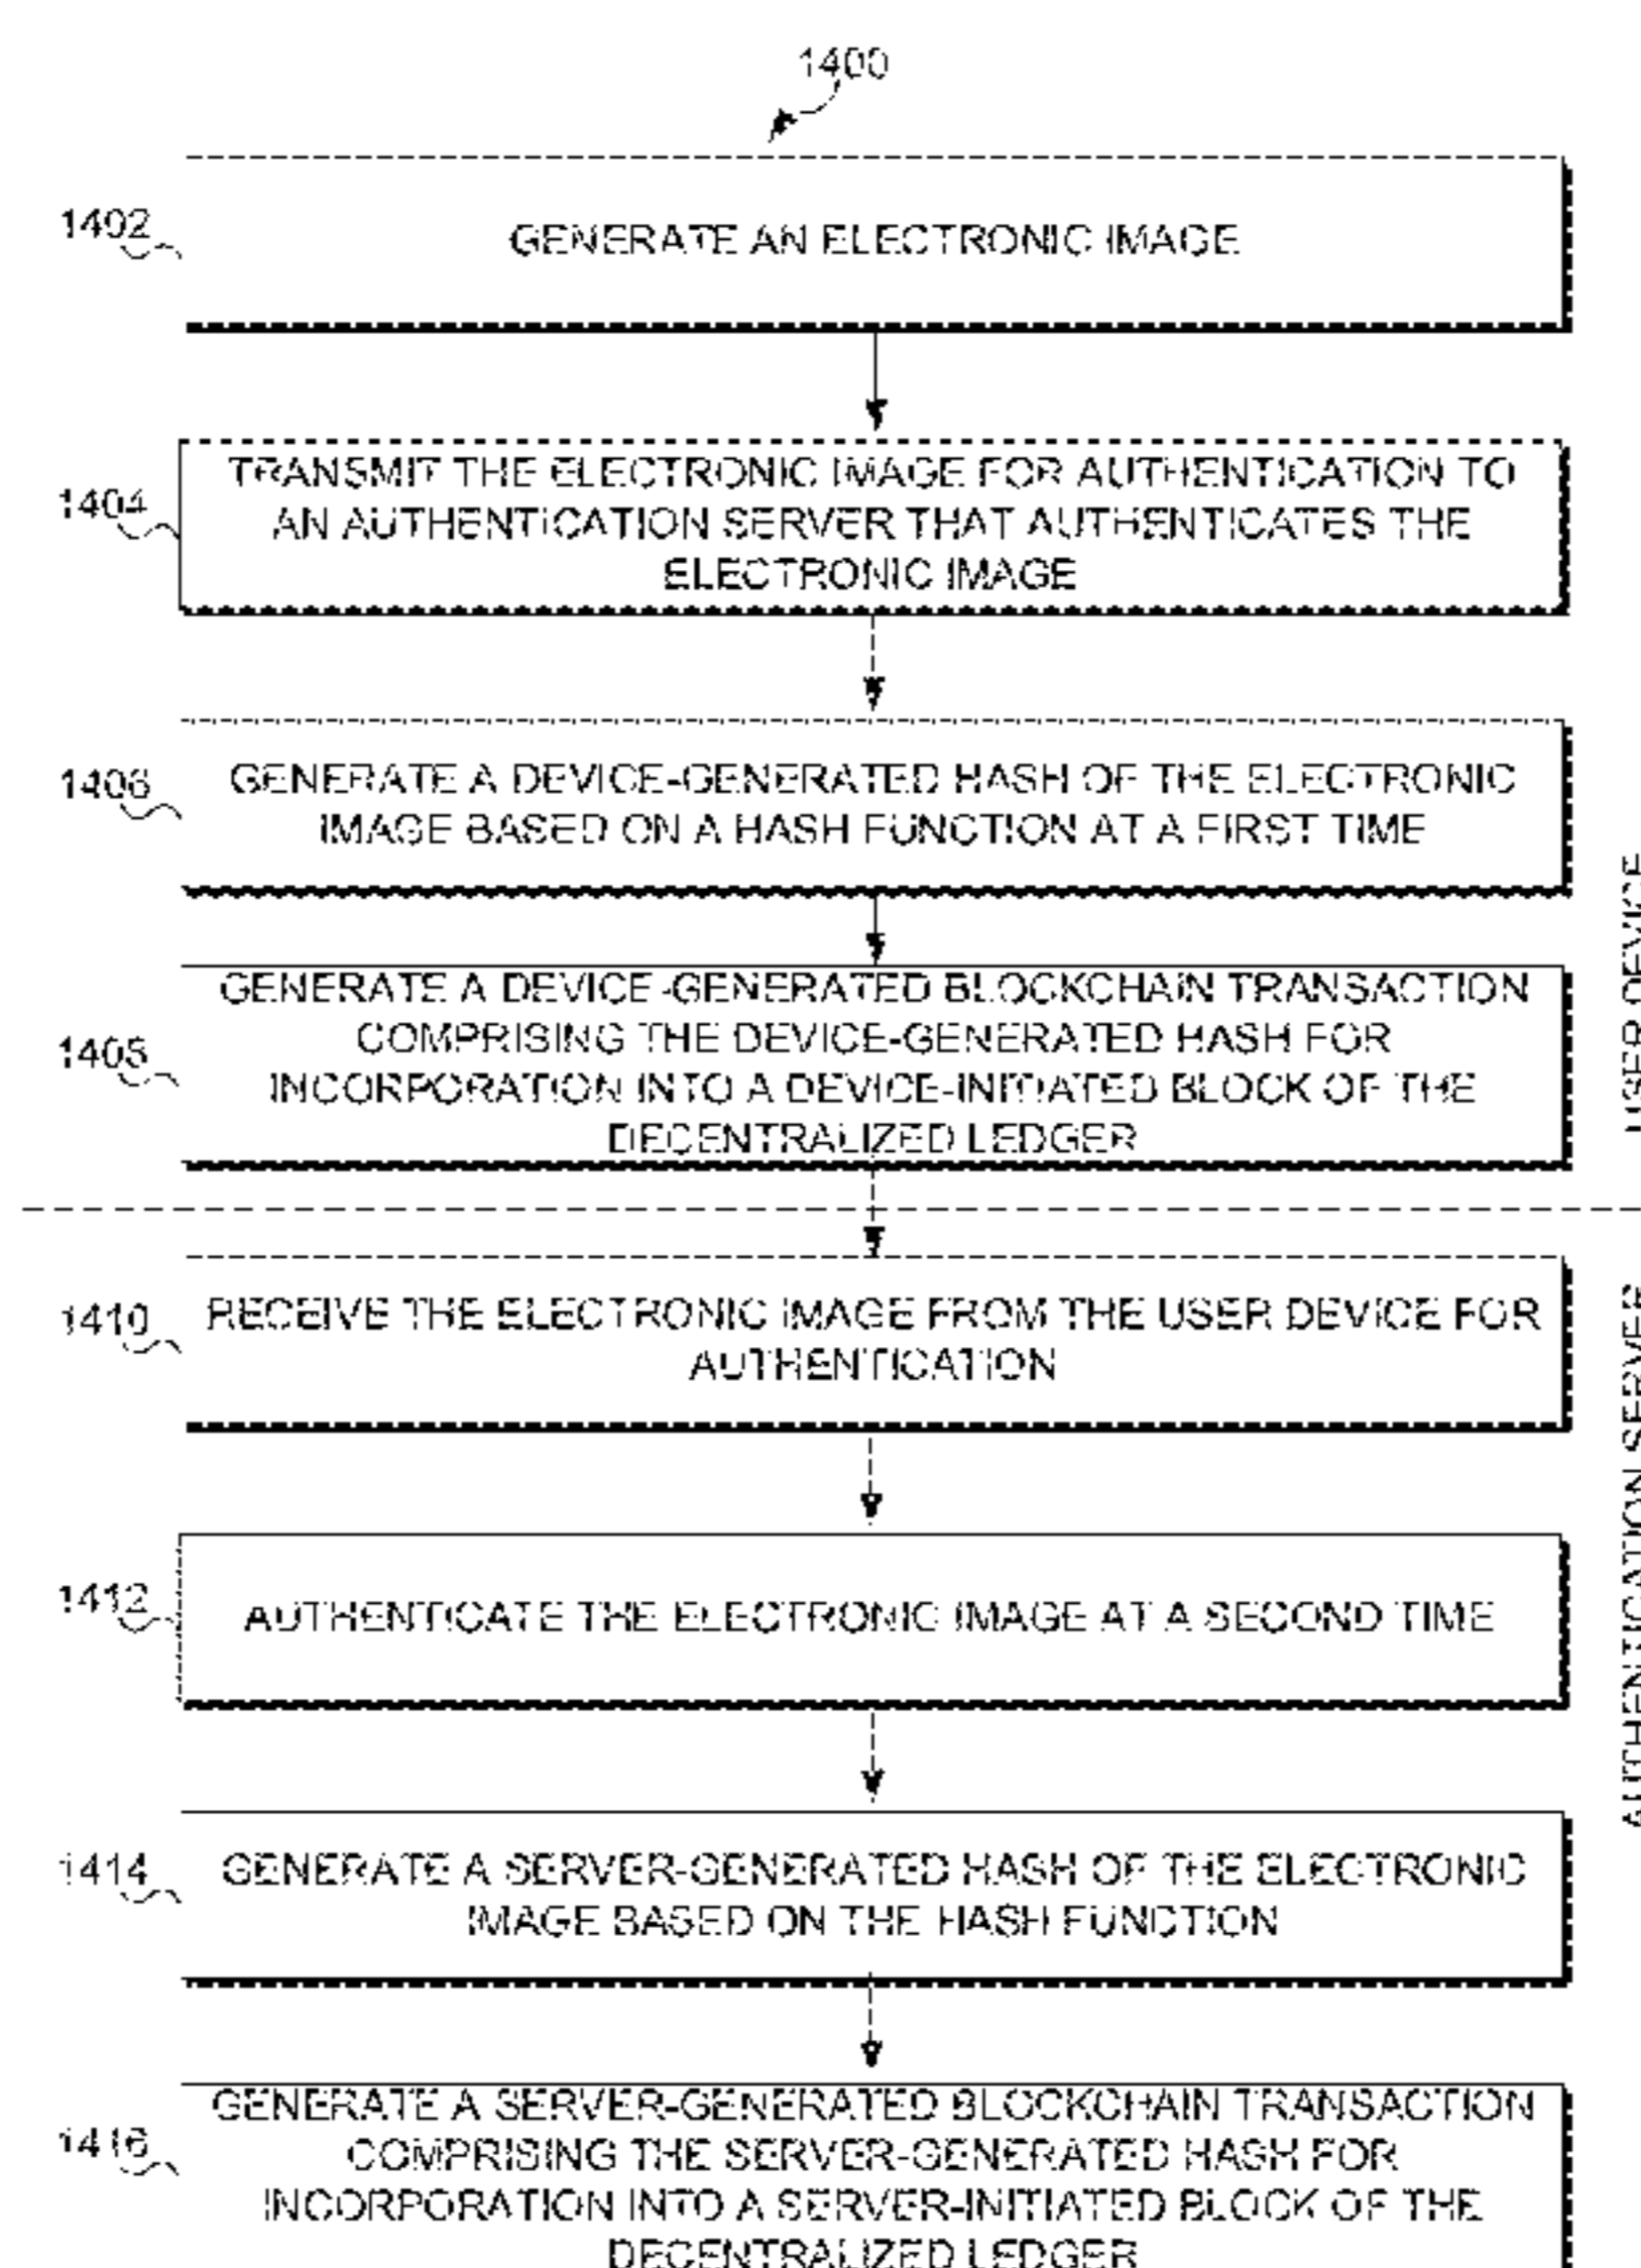 1400
1402
GENERATE AN ELECTRONIC IMAGE
1404
TRANSMIT THE ELECTRONIC IMAGE FOR AUTHENTICATION TO
AN AUTHENTICATION SERVER THAT AUTHENTICATES THE
ELECTRONIC IMAGE
1406
GENERATE A DEVICE-GENERATED HASH OF THE ELECTRONIC
IMAGE BASED ON A HASH FUNCTION AT A FIRST TIME
USER DEVICE
1408
GENERATE A DEVICE-GENERATED BLOCKCHAIN TRANSACTION
COMPRISING THE DEVICE-GENERATED HASH FOR
INCORPORATION INTO A DEVICE-INITIATED BLOCK OF THE
DECENTRALIZED LEDGER
1410
RECEIVE THE ELECTRONIC IMAGE FROM THE USER DEVICE FOR
AUTHENTICATION
AUTHENTICATION SERVER
1412
AUTHENTICATE THE ELECTRONIC IMAGE AT A SECOND TIME
1414
GENERATE A SERVER-GENERATED HASH OF THE ELECTRONIC
IMAGE BASED ON THE HASH FUNCTION
1416
GENERATE A SERVER-GENERATED BLOCKCHAIN TRANSACTION
COMPRISING THE SERVER-GENERATED HASH FOR
INCORPORATION INTO A SERVER-INITIATED BLOCK OF THE
DECENTRALIZED LEDGER